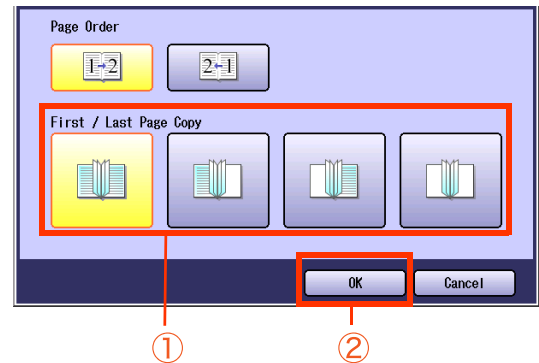 Page Order
1-2 2-1
First / Last Page Copy
OK Cancel
① ②